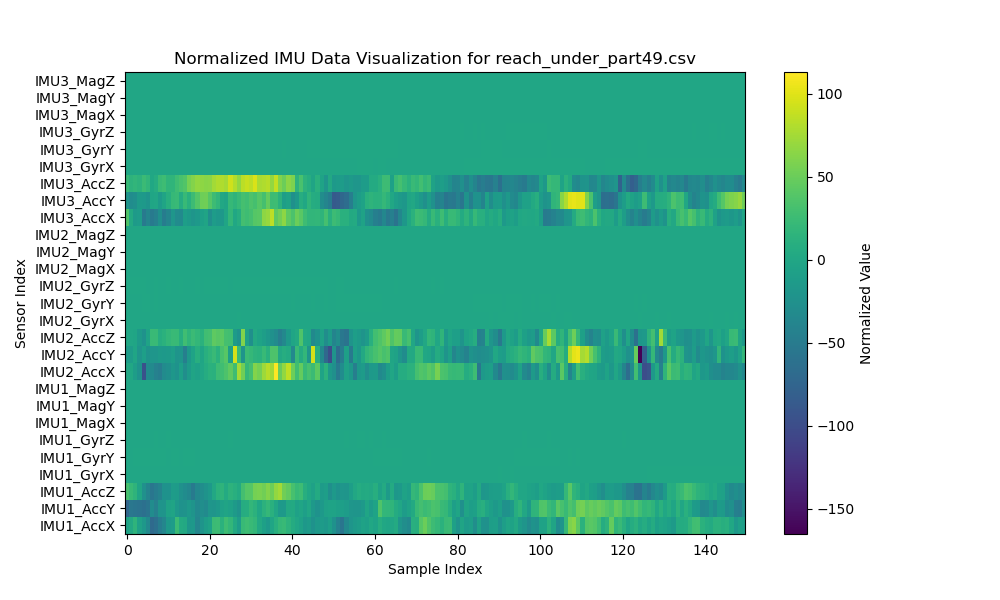 Normalized IMU Data Visualization for reach_under_part49.csv
IMU3_MagZ
IMU3_MagY
IMU3_MagX
IMU3_GyrZ
IMU3_GyrY
IMU3_GyrX
IMU3_AccZ
IMU3_AccY
IMU3_AccX
IMU2_MagZ
IMU2_MagY
IMU2_MagX
IMU2_GyrZ
IMU2_GyrY
IMU2_GyrX
IMU2_AccZ
IMU2_AccY
IMU2_AccX
IMU1_MagZ
IMU1_MagY
IMU1_MagX
IMU1_GyrZ
IMU1_GyrY
IMU1_GyrX
IMU1_AccZ
IMU1_AccY
IMU1_AccX
Sensor Index
0 20 40 60 80 100 120 140
Sample Index
100
50
0
−50
−100
−150
Normalized Value